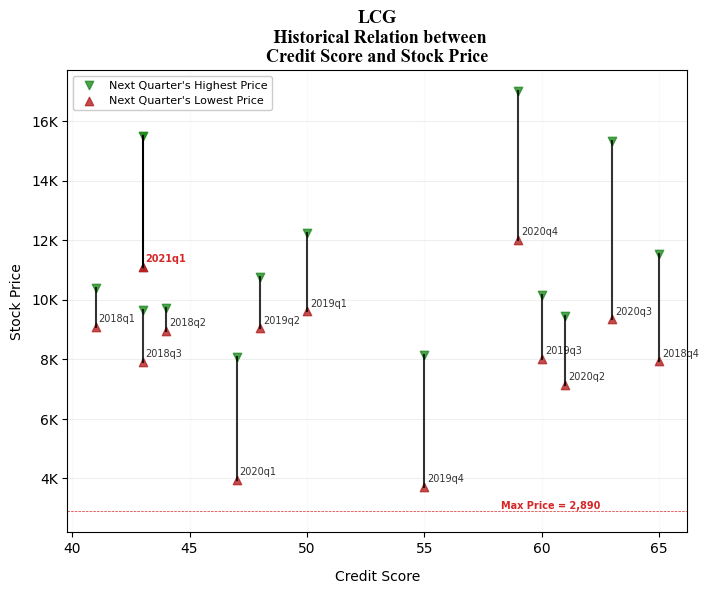 LCG
Historical Relation between
Credit Score and Stock Price
Next Quarter's Highest Price
Next Quarter's Lowest Price
16K
14K
12K
10K
8K
6K
4K
Stock Price
2018q1
2021q1
2018q3
2018q2
2020q1
2019q2
2019q1
2019q4
2020q4
2019q3
2020q2
2020q3
2018q4
Max Price = 2,890
40
45
50
55
60
65
Credit Score